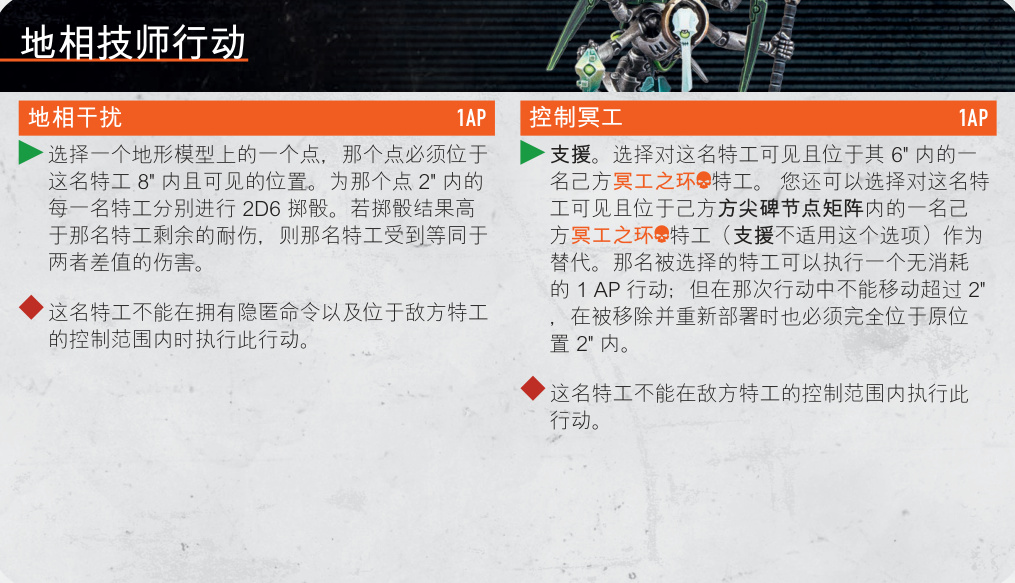 地相技师行动
地相干扰 1AP
选择一个地形模型上的一个点，那个点必须位于
这名特工 8" 内且可见的位置。为那个点 2" 内的
每一名特工分别进行 2D6 掷骰。若掷骰结果高
于那名特工剩余的耐伤，则那名特工受到等同于
两者差值的伤害。
这名特工不能在拥有隐匿命令以及位于敌方特工
的控制范围内时执行此行动。
控制冥工 1AP
支援。选择对这名特工可见且位于其 6" 内的一
名己方冥工之环特工。 您还可以选择对这名特
工可见且位于己方方尖碑节点矩阵内的一名己
方冥工之环特工（支援不适用这个选项）作为
替代。那名被选择的特工可以执行一个无消耗
的 1 AP 行动；但在那次行动中不能移动超过 2"
，在被移除并重新部署时也必须完全位于原位
置 2" 内。
这名特工不能在敌方特工的控制范围内执行此
行动。